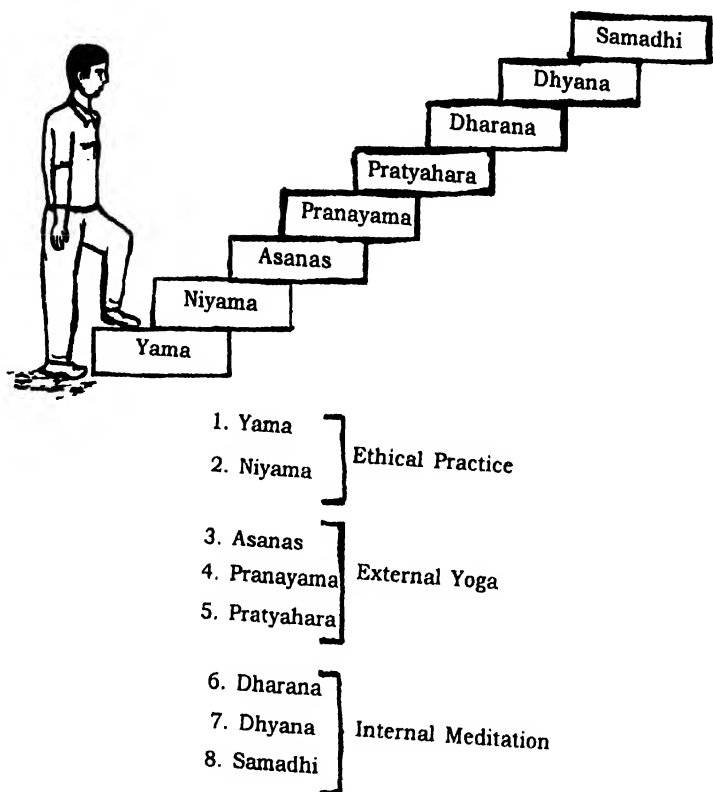 Samadhi
Dhyana
Dharana
Pratyahara
Pranayama
Asanas
Niyama
Yama
1. Yama
2. Niyama
Ethical Practice
3. Asanas
4. Pranayama
5. Pratyahara
External Yoga
6. Dharana
7. Dhyana
8. Samadhi
Internal Meditation